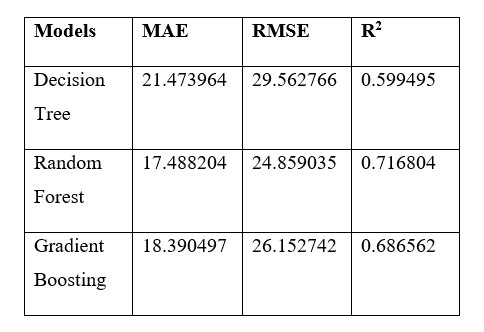 Models MAE RMSE R²
Decision Tree 21.473964 29.562766 0.599495
Random Forest 17.488204 24.859035 0.716804
Gradient Boosting 18.390497 26.152742 0.686562